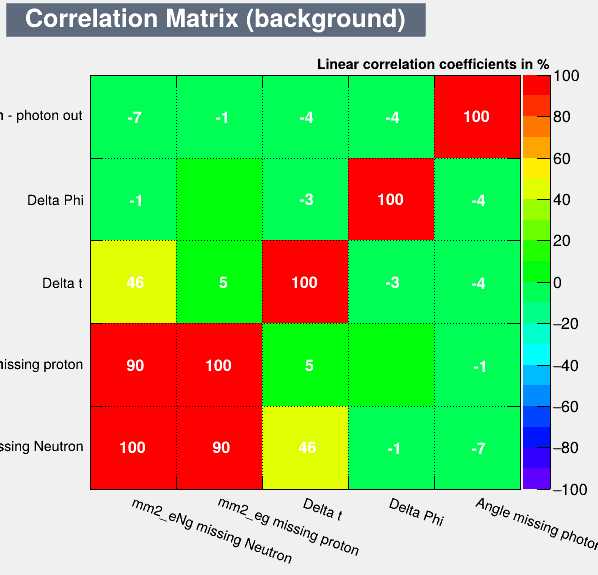 Correlation Matrix (background)
Linear correlation coefficients in %
- photon out -7 -1 -4 -4 100
Delta Phi -1 -3 100 -4
Delta t 46 5 100 -3 -4
missing proton 90 100 5 -1
ssing Neutron 100 90 46 -1 -7
100
80
60
40
20
0
−20
−40
−60
−80
−100
mm2_eNg missing Neutron
mm2_eg missing proton
Delta t
Delta Phi
Angle missing photon